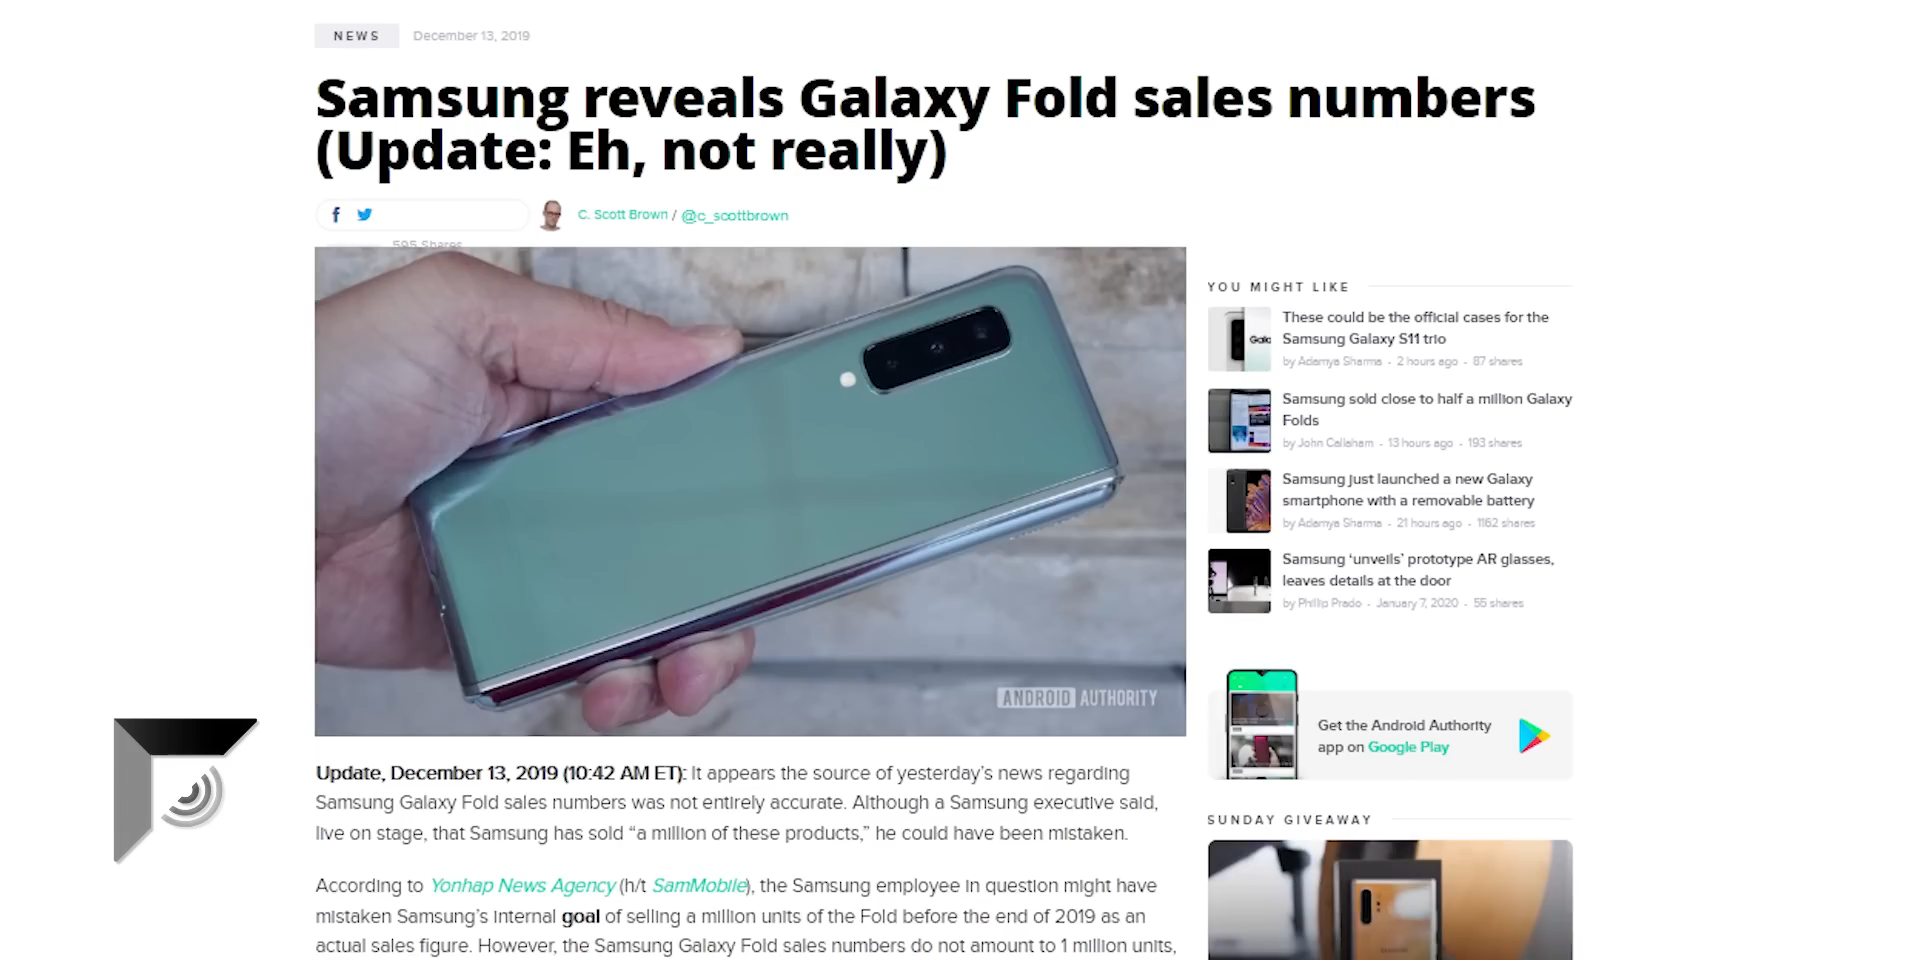 NEWS December 13, 2019
Samsung reveals Galaxy Fold sales numbers
(Update: Eh, not really)
C. Scott Brown / @c_scottbrown
595 Shares
ANDROID AUTHORITY
Update, December 13, 2019 (10:42 AM ET): It appears the source of yesterday's news regarding
Samsung Galaxy Fold sales numbers was not entirely accurate. Although a Samsung executive said,
live on stage, that Samsung has sold “a million of these products,” he could have been mistaken.
According to Yonhap News Agency (h/t SamMobile), the Samsung employee in question might have
mistaken Samsung's internal goal of selling a million units of the Fold before the end of 2019 as an
actual sales figure. However, the Samsung Galaxy Fold sales numbers do not amount to 1 million units,
YOU MIGHT LIKE
These could be the official cases for the
Samsung Galaxy S11 trio
by Adamya Sharma - 2 hours ago - 87 shares
Samsung sold close to half a million Galaxy
Folds
by John Callaham - 13 hours ago - 193 shares
Samsung just launched a new Galaxy
smartphone with a removable battery
by Adamya Sharma - 21 hours ago - 1162 shares
Samsung ‘unveils’ prototype AR glasses,
leaves details at the door
by Phillip Prado - January 7, 2020 - 55 shares
Get the Android Authority
app on Google Play
SUNDAY GIVEAWAY